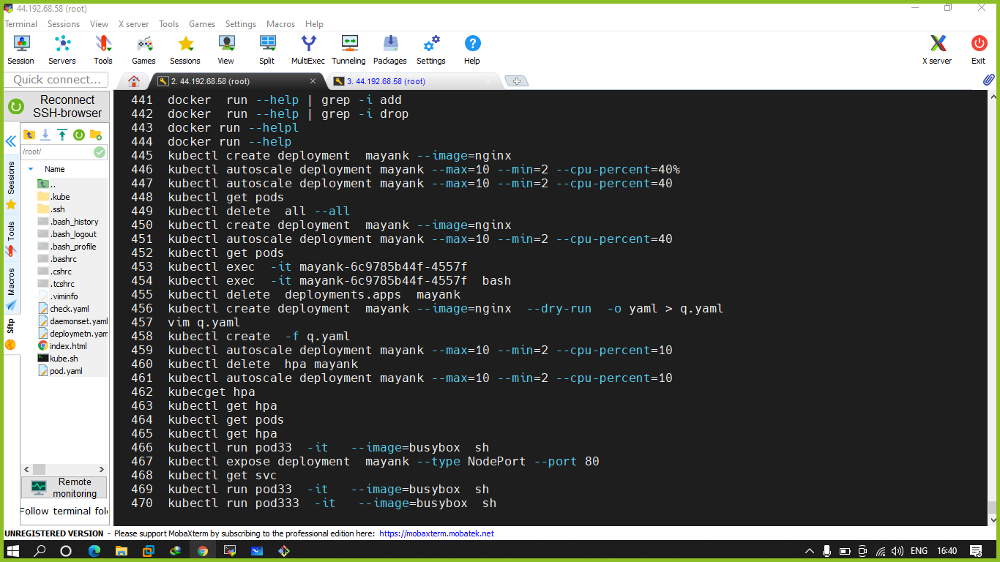 44.192.68.58 (root)
Terminal Sessions View X server Tools Games Settings Macros Help
Session Servers Tools Games Sessions View Split MultiExec Tunneling Packages Settings Help X server Exit
Quick connect...
2. 44.192.68.58 (root)
3. 44.192.68.58 (root)
Reconnect
SSH-browser
/root/
Name
..
.kube
.ssh
.bash_history
.bash_logout
.bash_profile
.bashrc
.cshrc
.tcshrc
.viminfo
check.yaml
daemonset.yaml
deploymetn.yam
index.html
kube.sh
pod.yaml
Sessions
Tools
Macros
Sftp
Remote
monitoring
Follow terminal fol
441 docker  run --help | grep -i add
442 docker  run --help | grep -i drop
443 docker run --helpl
444 docker run --help
445 kubectl create deployment  mayank --image=nginx
446 kubectl autoscale deployment mayank --max=10 --min=2 --cpu-percent=40%
447 kubectl autoscale deployment mayank --max=10 --min=2 --cpu-percent=40
448 kubectl get pods
449 kubectl delete  all --all
450 kubectl create deployment  mayank --image=nginx
451 kubectl autoscale deployment mayank --max=10 --min=2 --cpu-percent=40
452 kubectl get pods
453 kubectl exec  -it mayank-6c9785b44f-4557f
454 kubectl exec  -it mayank-6c9785b44f-4557f  bash
455 kubectl delete  deployments.apps  mayank
456 kubectl create deployment  mayank --image=nginx  --dry-run  -o yaml > q.yaml
457 vim q.yaml
458 kubectl create  -f q.yaml
459 kubectl autoscale deployment mayank --max=10 --min=2 --cpu-percent=10
460 kubectl delete  hpa mayank
461 kubectl autoscale deployment mayank --max=10 --min=2 --cpu-percent=10
462 kubecget hpa
463 kubectl get hpa
464 kubectl get pods
465 kubectl get hpa
466 kubectl run pod33  -it   --image=busybox  sh
467 kubectl expose deployment  mayank --type NodePort --port 80
468 kubectl get svc
469 kubectl run pod33  -it   --image=busybox  sh
470 kubectl run pod333  -it   --image=busybox  sh
UNREGISTERED VERSION - Please support MobaXterm by subscribing to the professional edition here: https://mobaxterm.mobatek.net
ENG 16:40